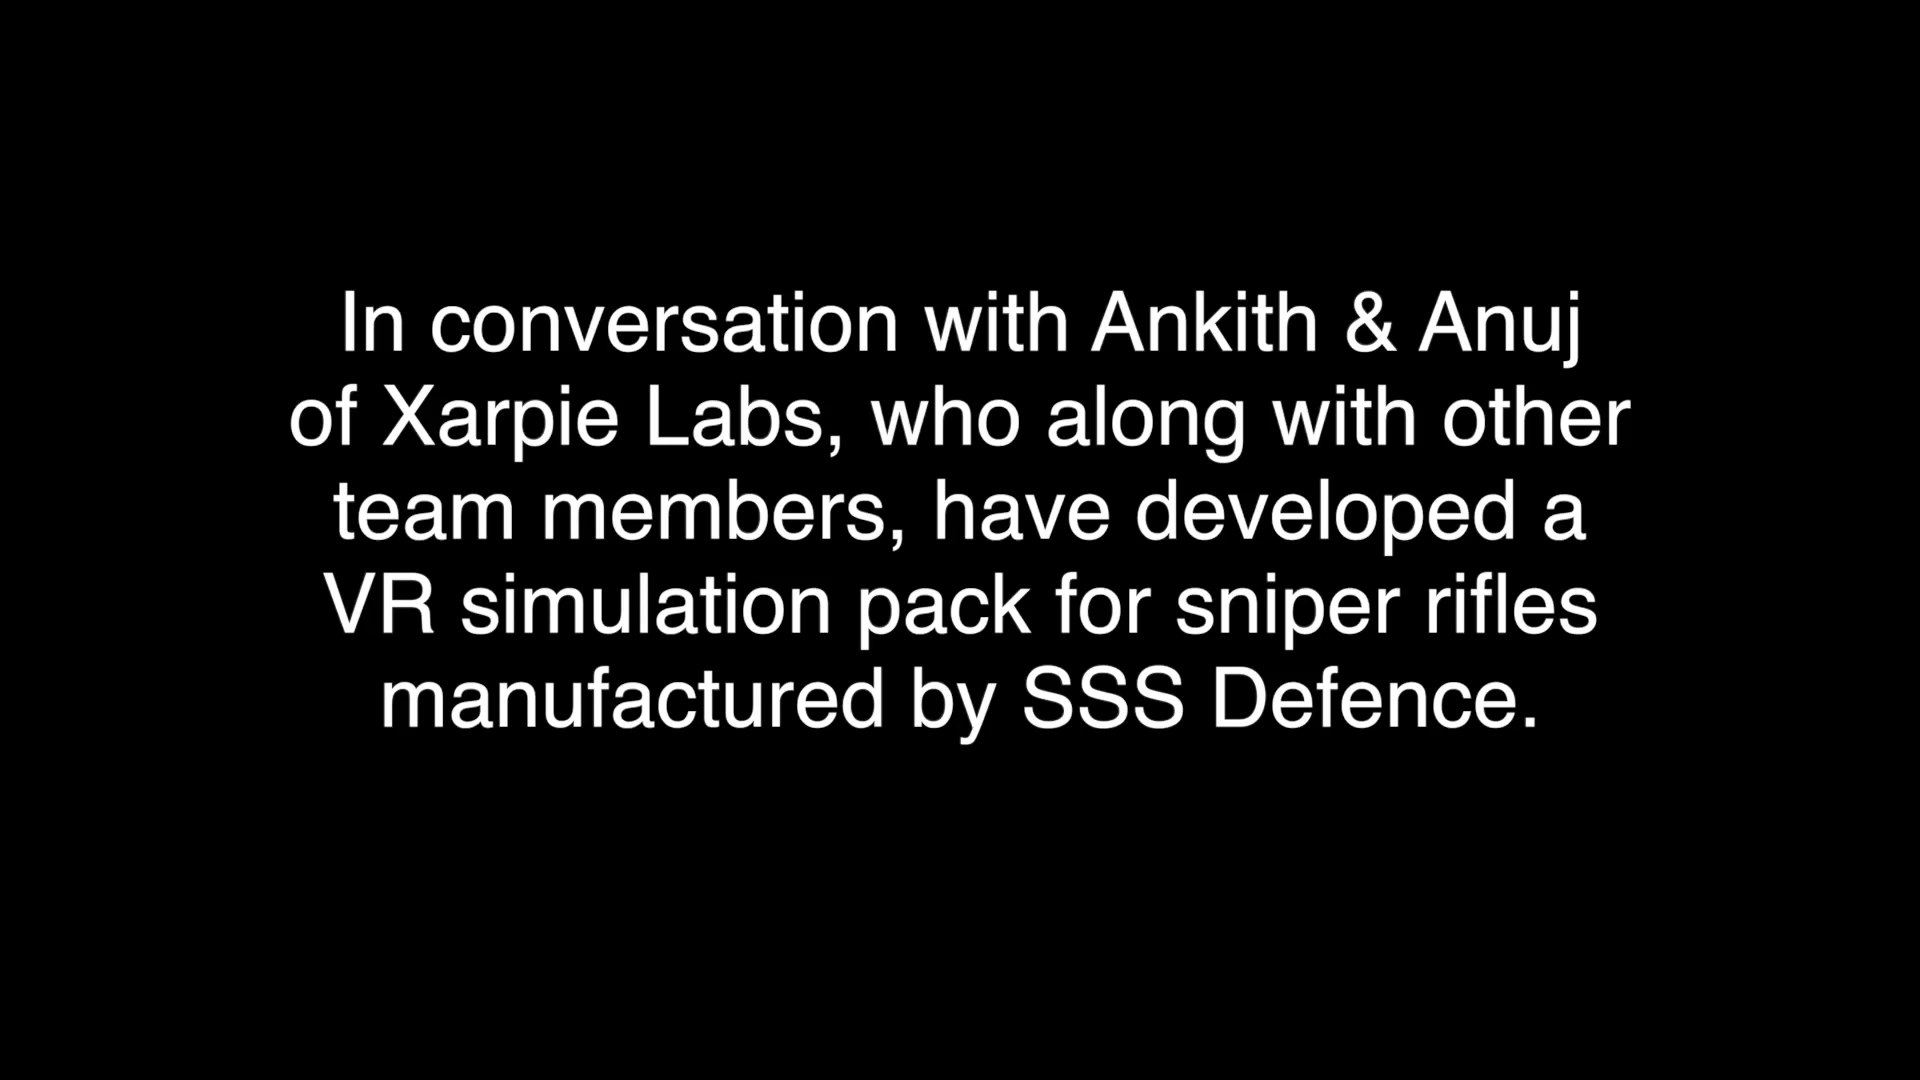 In conversation with Ankith & Anuj
of Xarpie Labs, who along with other
team members, have developed a
VR simulation pack for sniper rifles
manufactured by SSS Defence.